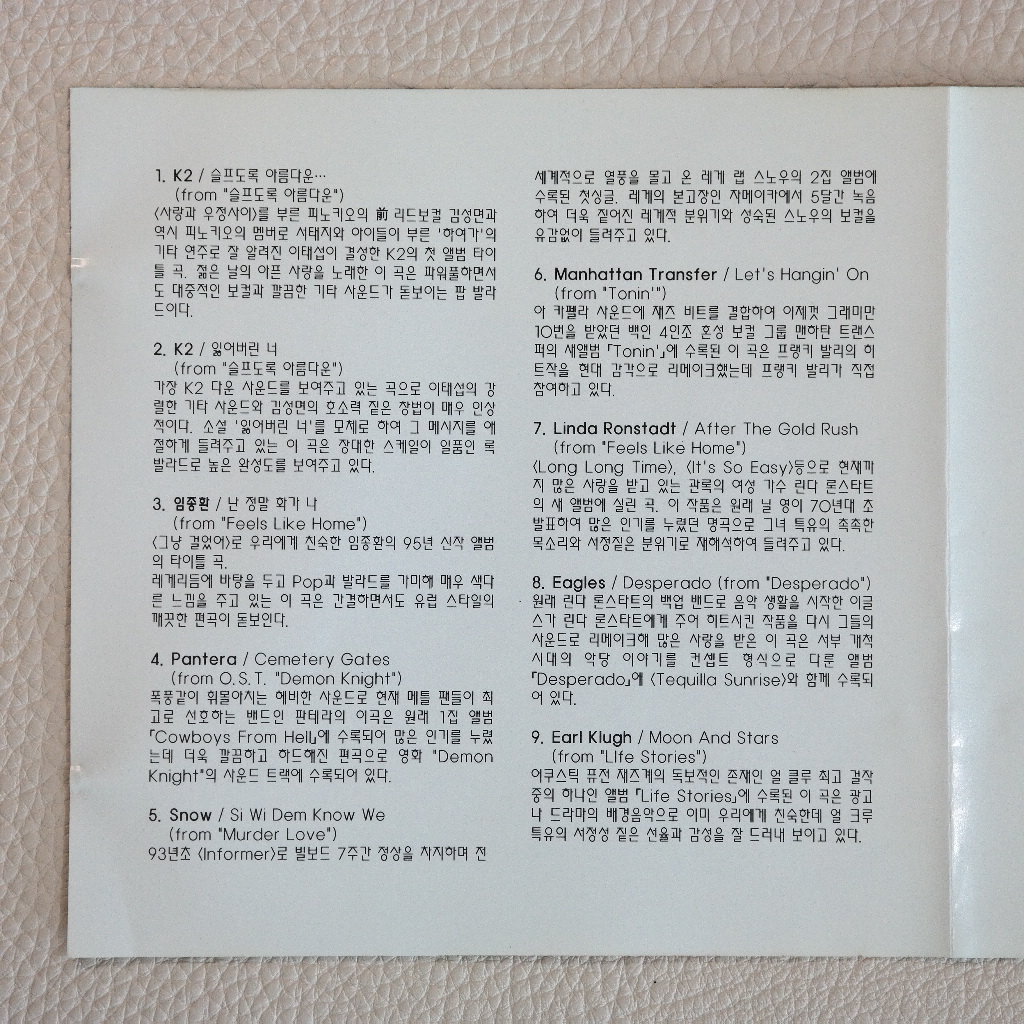 1. K2 / 슬프도록 아름다운…
(from "슬프도록 아름다운")
〈사랑과 우정사이〉를 부른 피노키오의 前 리드보컬 김성면과
역시 피노키오의 멤버로 서태지와 아이들이 부른 '하여가'의
기타 연주로 잘 알려진 이태섭이 결성한 K2의 첫 앨범 타이
틀 곡. 젊은 날의 아픈 사랑을 노래한 이 곡은 파워풀하면서
도 대중적인 보컬과 깔끔한 기타 사운드가 돋보이는 팝 발라
드이다.
2. K2 / 잃어버린 너
(from "슬프도록 아름다운")
가장 K2 다운 사운드를 보여주고 있는 곡으로 이태섭의 강
렬한 기타 사운드와 김성면의 호소력 짙은 창법이 매우 인상
적이다. 소설 '잃어버린 너'를 모체로 하여 그 메시지를 애
절하게 들려주고 있는 이 곡은 장대한 스케일이 일품인 록
발라드로 높은 완성도를 보여주고 있다.
3. 임종환 / 난 정말 화가 나
(from "Feels Like Home")
〈그냥 걸었어〉로 우리에게 친숙한 임종환의 95년 신작 앨범
의 타이틀 곡.
레게리듬에 바탕을 두고 Pop과 발라드를 가미해 매우 색다
른 느낌을 주고 있는 이 곡은 간결하면서도 유럽 스타일의
깨끗한 편곡이 돋보인다.
4. Pantera / Cemetery Gates
(from O.S.T. "Demon Knight")
폭풍같이 휘몰아치는 헤비한 사운드로 현재 메틀 팬들이 최
고로 선호하는 밴드인 판테라의 이곡은 원래 1집 앨범
「Cowboys From Hell」에 수록되어 많은 인기를 누렸
는데 더욱 깔끔하고 하드해진 편곡으로 영화 "Demon
Knight"의 사운드 트랙에 수록되어 있다.
5. Snow / Si Wi Dem Know We
(from "Murder Love")
93년초 〈Informer〉로 빌보드 7주간 정상을 차지하며 전
세계적으로 열풍을 몰고 온 레게 랩 스노우의 2집 앨범에
수록된 첫싱글. 레게의 본고장인 자메이카에서 5달간 녹음
하여 더욱 짙어진 레게적 분위기와 성숙된 스노우의 보컬을
유감없이 들려주고 있다.
6. Manhattan Transfer / Let's Hangin' On
(from "Tonin'")
아 카펠라 사운드에 재즈 비트를 결합하여 이제껏 그래미만
10번을 받았던 백인 4인조 혼성 보컬 그룹 맨하탄 트랜스
퍼의 새앨범 「Tonin'」에 수록된 이 곡은 프랭키 발리의 히
트작을 현대 감각으로 리메이크했는데 프랭키 발리가 직접
참여하고 있다.
7. Linda Ronstadt / After The Gold Rush
(from "Feels Like Home")
〈Long Long Time〉, 〈It's So Easy〉등으로 현재까
지 많은 사랑을 받고 있는 관록의 여성 가수 린다 론스타트
의 새 앨범에 실린 곡. 이 작품은 원래 닐 영이 70년대 초
발표하여 많은 인기를 누렸던 명곡으로 그녀 특유의 촉촉한
목소리와 서정짙은 분위기로 재해석하여 들려주고 있다.
8. Eagles / Desperado (from "Desperado")
원래 린다 론스타트의 백업 밴드로 음악 생활을 시작한 이글
스가 린다 론스타트에게 주어 히트시킨 작품을 다시 그들의
사운드로 리메이크해 많은 사랑을 받은 이 곡은 서부 개척
시대의 악당 이야기를 컨셉트 형식으로 다룬 앨범
「Desperado」에 〈Tequilla Sunrise〉와 함께 수록되
어 있다.
9. Earl Klugh / Moon And Stars
(from "LIfe Stories")
어쿠스틱 퓨전 재즈계의 독보적인 존재인 얼 클루 최고 걸작
중의 하나인 앨범 「Life Stories」에 수록된 이 곡은 광고
나 드라마의 배경음악으로 이미 우리에게 친숙한데 얼 크루
특유의 서정성 짙은 선율과 감성을 잘 드러내 보이고 있다.